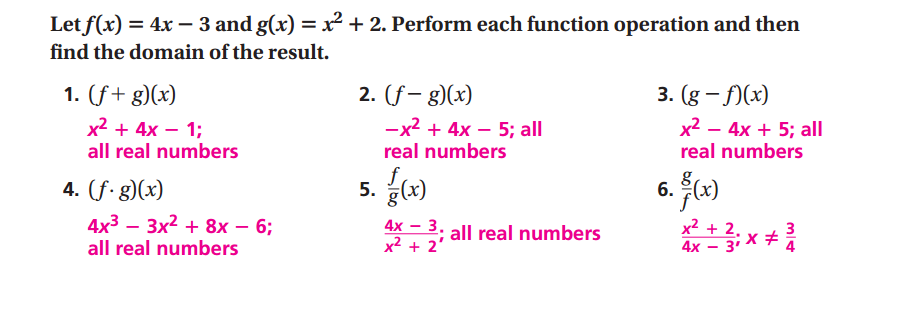 Let f(x) = 4x − 3 and g(x) = x² + 2. Perform each function operation and then
find the domain of the result.
1. (f + g)(x)
x² + 4x − 1;
all real numbers
2. (f − g)(x)
−x² + 4x − 5; all
real numbers
3. (g − f)(x)
x² − 4x + 5; all
real numbers
4. (f · g)(x)
4x³ − 3x² + 8x − 6;
all real numbers
5. f/g(x)
4x − 3/x² + 2; all real numbers
6. g/f(x)
x² + 2/4x − 3; x ≠ 3/4